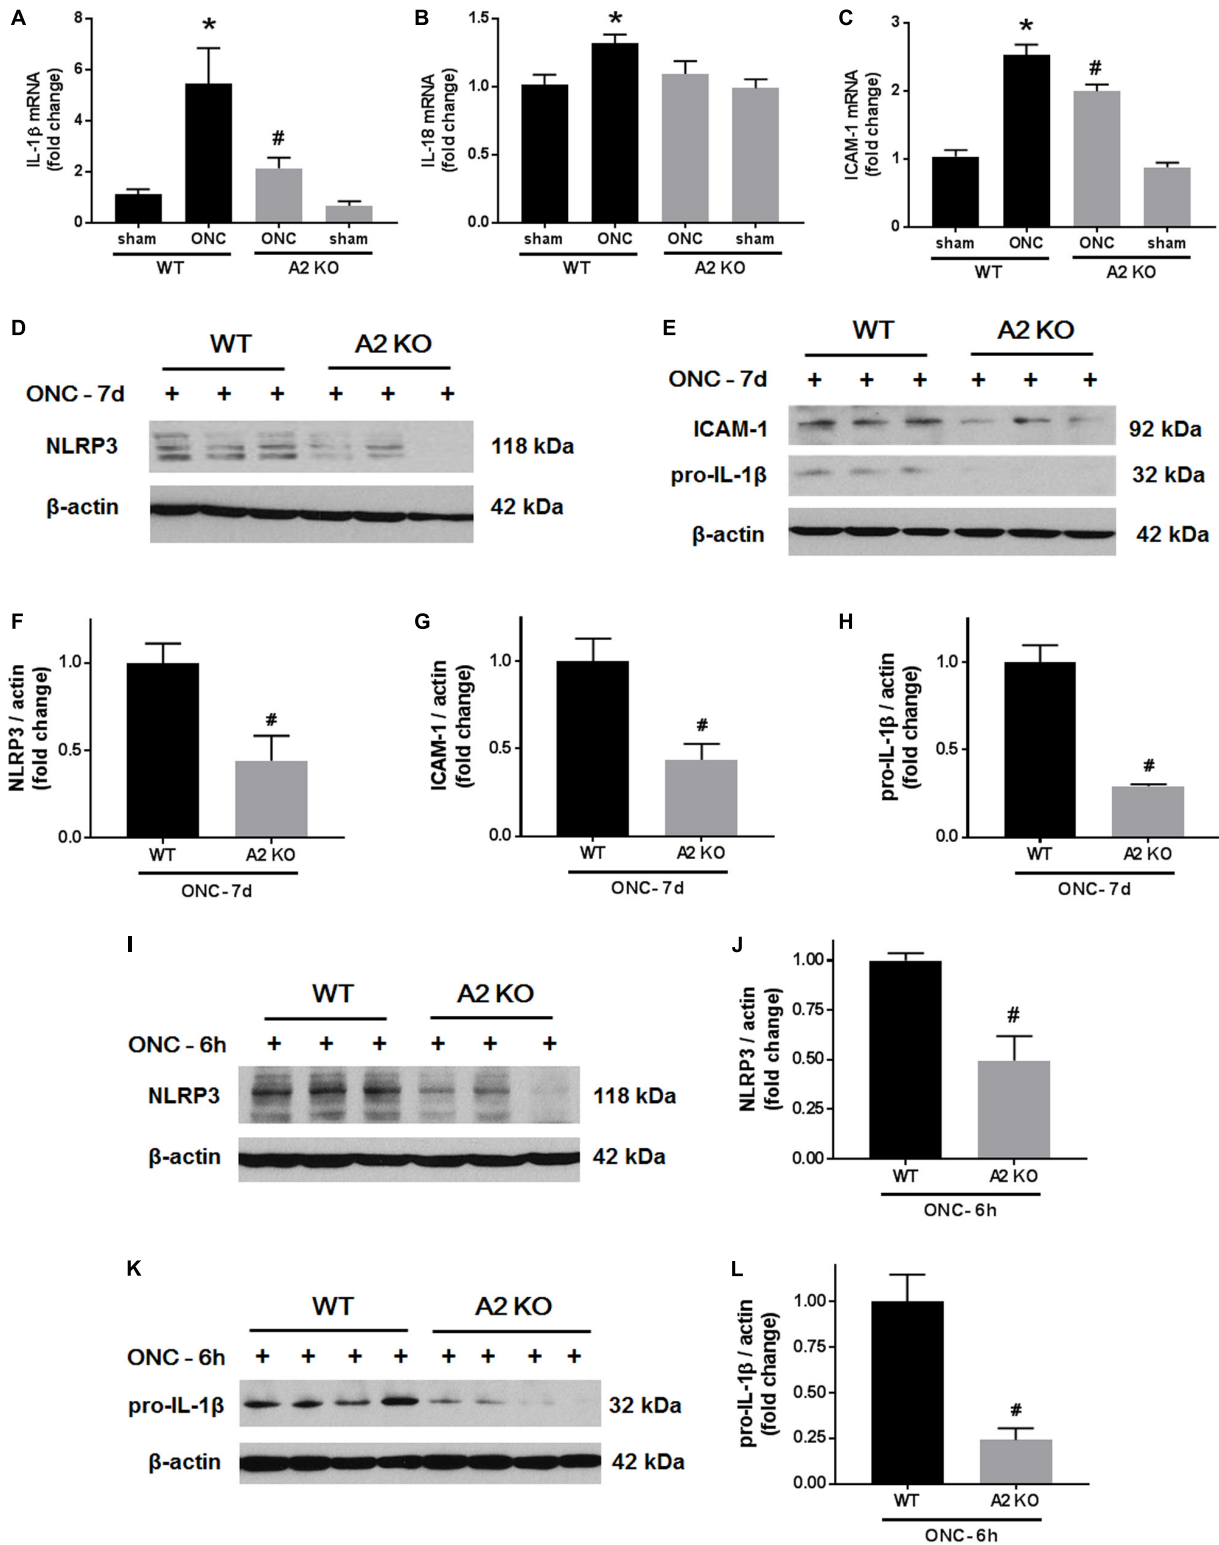 A
IL-1β mRNA
(fold change)
8
6
4
2
0
*
#
sham
ONC
ONC
sham
WT
A2 KO
B
IL-18 mRNA
(fold change)
1.5
1.0
0.5
0.0
*
sham
ONC
ONC
sham
WT
A2 KO
C
ICAM-1 mRNA
(fold change)
3
2
1
0
*
#
sham
ONC
ONC
sham
WT
A2 KO
D
WT
A2 KO
ONC - 7d
+ + + + + +
NLRP3
118 kDa
β-actin
42 kDa
E
WT
A2 KO
ONC - 7d
+ + + + + +
ICAM-1
92 kDa
pro-IL-1β
32 kDa
β-actin
42 kDa
F
NLRP3 / actin
(fold change)
1.0
0.5
0.0
#
WT
A2 KO
ONC - 7d
G
ICAM-1 / actin
(fold change)
1.0
0.5
0.0
#
WT
A2 KO
ONC - 7d
H
pro-IL-1β / actin
(fold change)
1.0
0.5
0.0
#
WT
A2 KO
ONC - 7d
I
WT
A2 KO
ONC - 6h
+ + + + + +
NLRP3
118 kDa
β-actin
42 kDa
J
NLRP3 / actin
(fold change)
1.00
0.75
0.50
0.25
0.00
#
WT
A2 KO
ONC - 6h
K
WT
A2 KO
ONC - 6h
+ + + + + + + +
pro-IL-1β
32 kDa
β-actin
42 kDa
L
pro-IL-1β / actin
(fold change)
1.00
0.75
0.50
0.25
0.00
#
WT
A2 KO
ONC - 6h